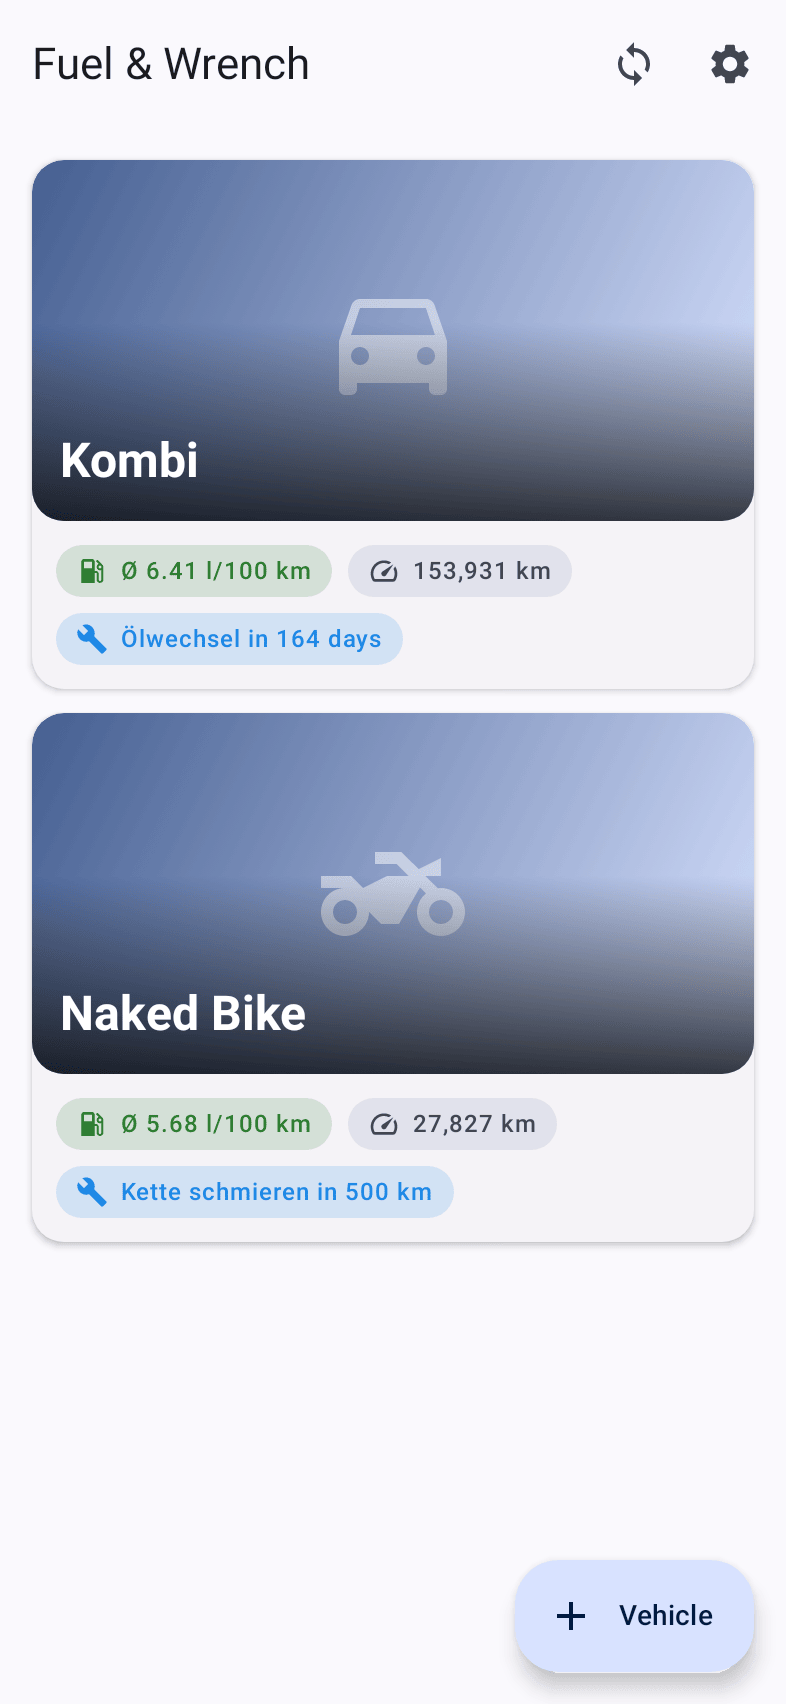 Fuel & Wrench
Kombi
Ø 6.41 l/100 km
153,931 km
Ölwechsel in 164 days
Naked Bike
Ø 5.68 l/100 km
27,827 km
Kette schmieren in 500 km
+ Vehicle